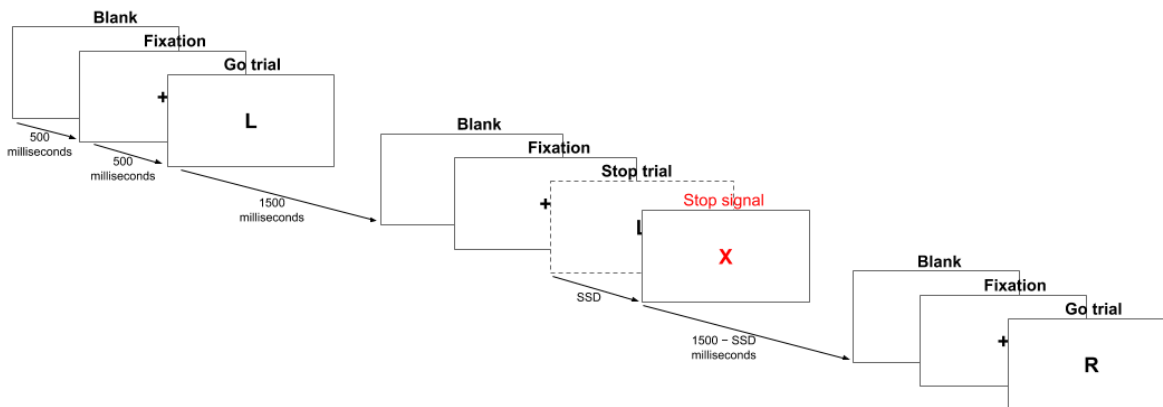 Blank
Fixation
Go trial
+
L
500
milliseconds
500
milliseconds
1500
milliseconds
Blank
Fixation
Stop trial
Stop signal
+
L
X
SSD
1500 − SSD
milliseconds
Blank
Fixation
Go trial
+
R